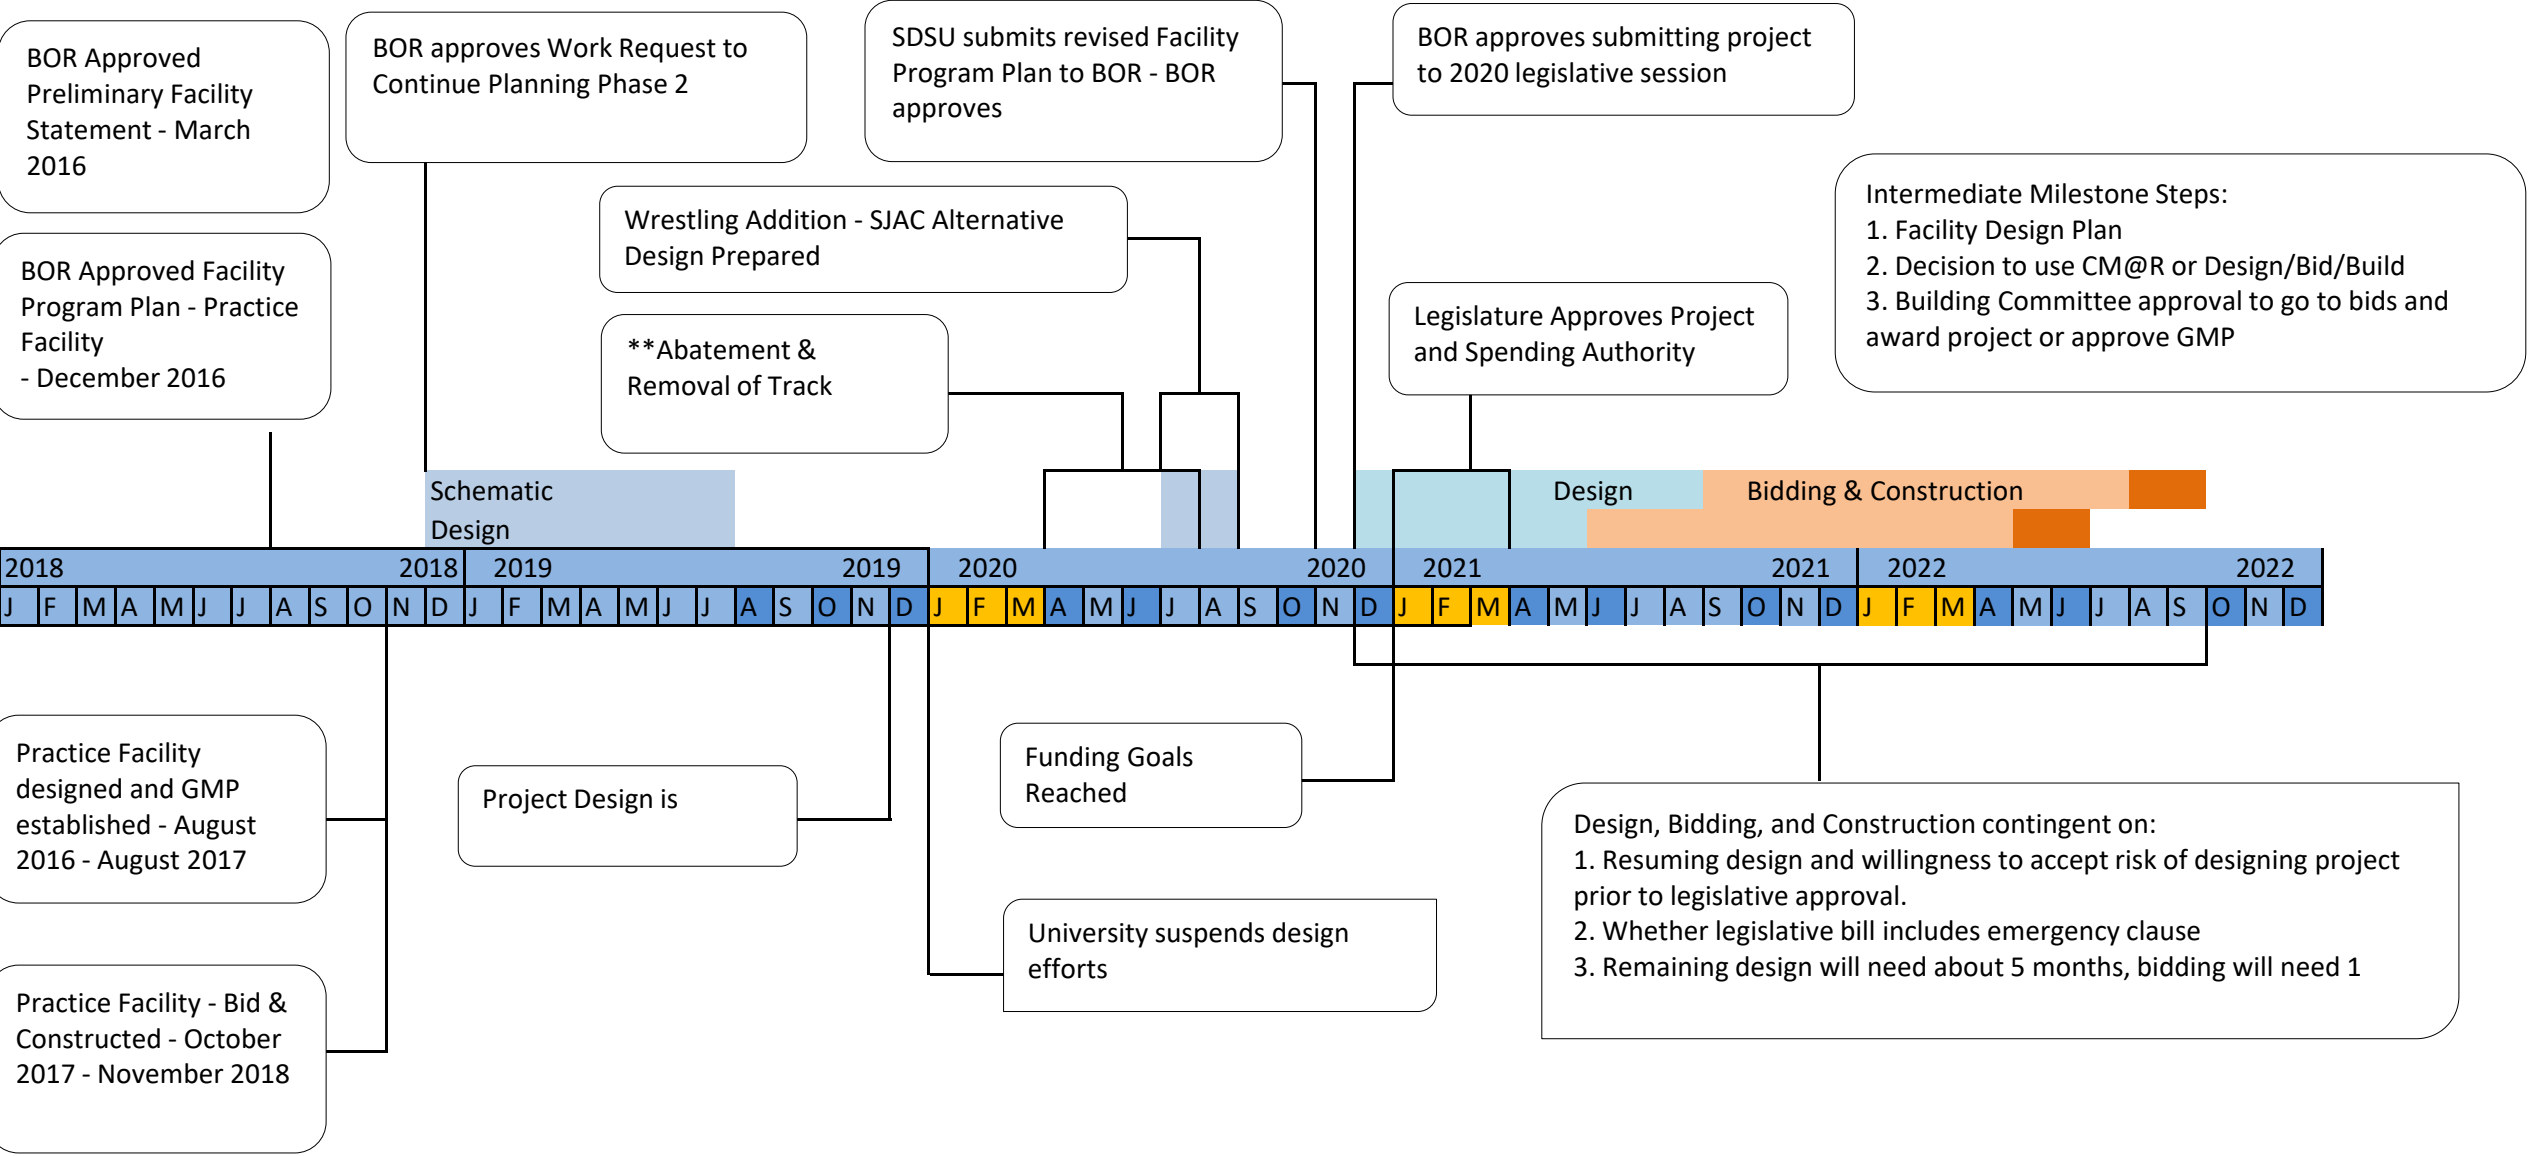 BOR Approved
Preliminary Facility
Statement - March
2016
BOR approves Work Request to
Continue Planning Phase 2
SDSU submits revised Facility
Program Plan to BOR - BOR
approves
BOR approves submitting project
to 2020 legislative session
BOR Approved Facility
Program Plan - Practice
Facility
- December 2016
Wrestling Addition - SJAC Alternative
Design Prepared
**Abatement &
Removal of Track
Legislature Approves Project
and Spending Authority
Intermediate Milestone Steps:
1. Facility Design Plan
2. Decision to use CM@R or Design/Bid/Build
3. Building Committee approval to go to bids and
award project or approve GMP
Schematic
Design
Design
Bidding & Construction
2018 2018 2019 2019 2020 2020 2021 2021 2022 2022
J F M A M J J A S O N D J F M A M J J A S O N D J F M A M J J A S O N D J F M A M J J A S O N D J F M A M J J A S O N D
Practice Facility
designed and GMP
established - August
2016 - August 2017
Project Design is
Funding Goals
Reached
University suspends design
efforts
Design, Bidding, and Construction contingent on:
1. Resuming design and willingness to accept risk of designing project
prior to legislative approval.
2. Whether legislative bill includes emergency clause
3. Remaining design will need about 5 months, bidding will need 1
Practice Facility - Bid &
Constructed - October
2017 - November 2018